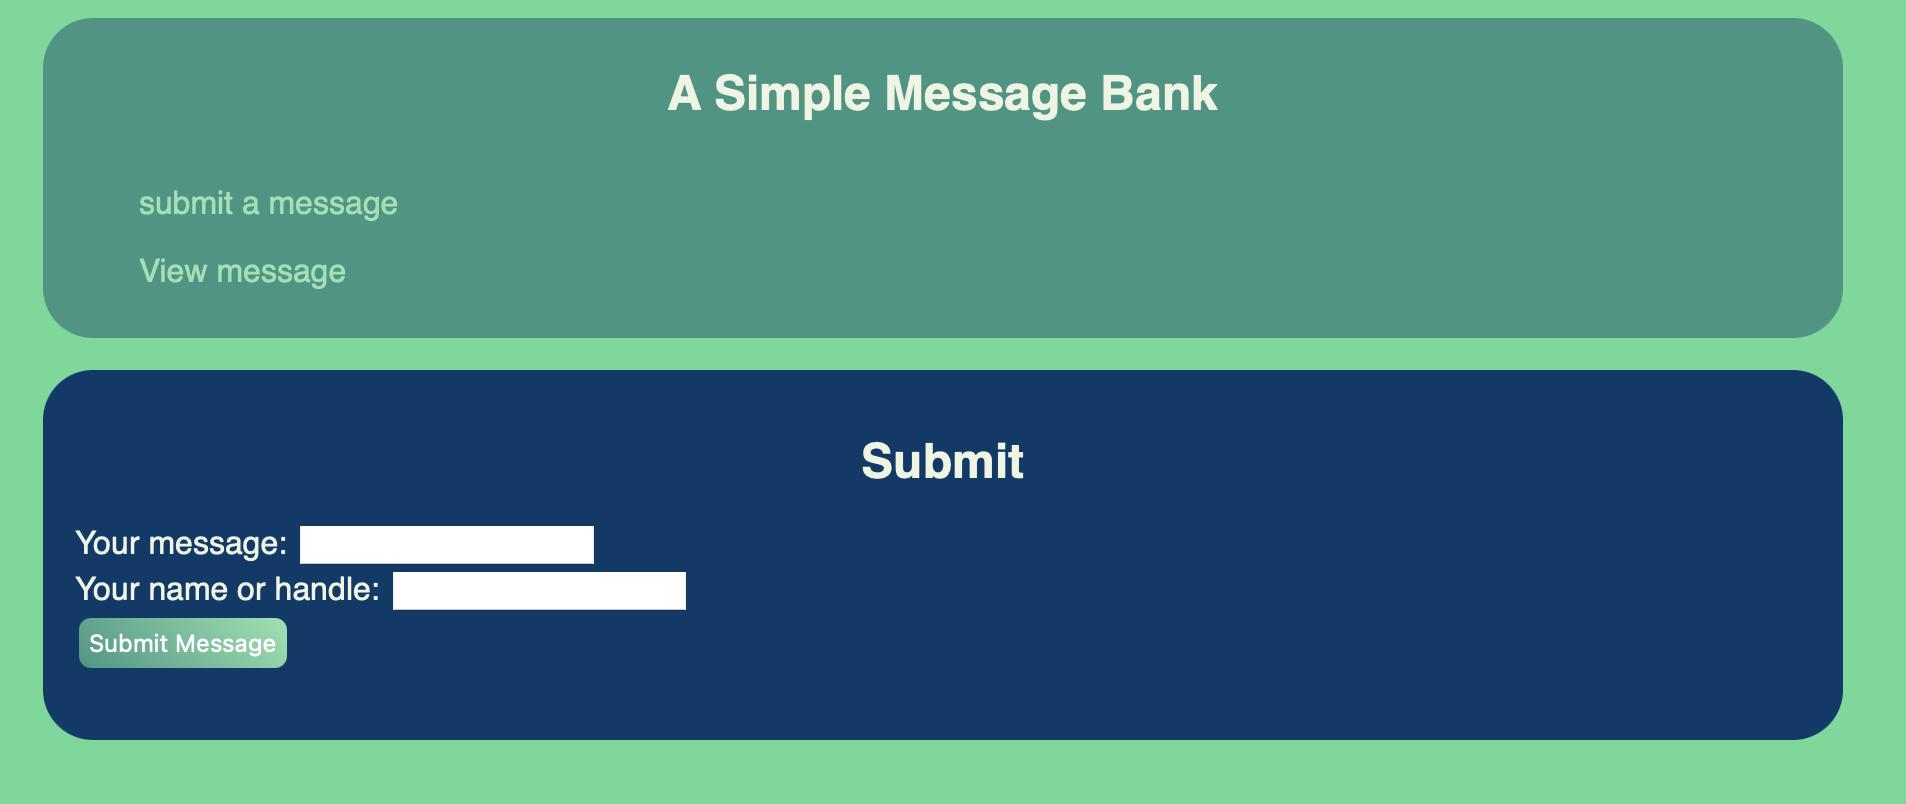 A Simple Message Bank
submit a message
View message
Submit
Your message:
Your name or handle:
Submit Message